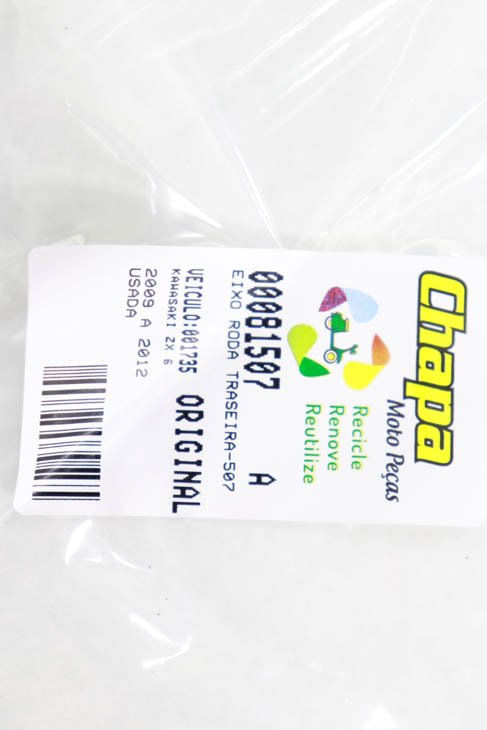 Chapa
Moto Peças
Recicle
Renove
Reutilize
00081507 A
EIXO RODA TRASEIRA-507
VEICULO:001735 ORIGINAL
KAWASAKI ZX 6
2009 A 2012
USADA